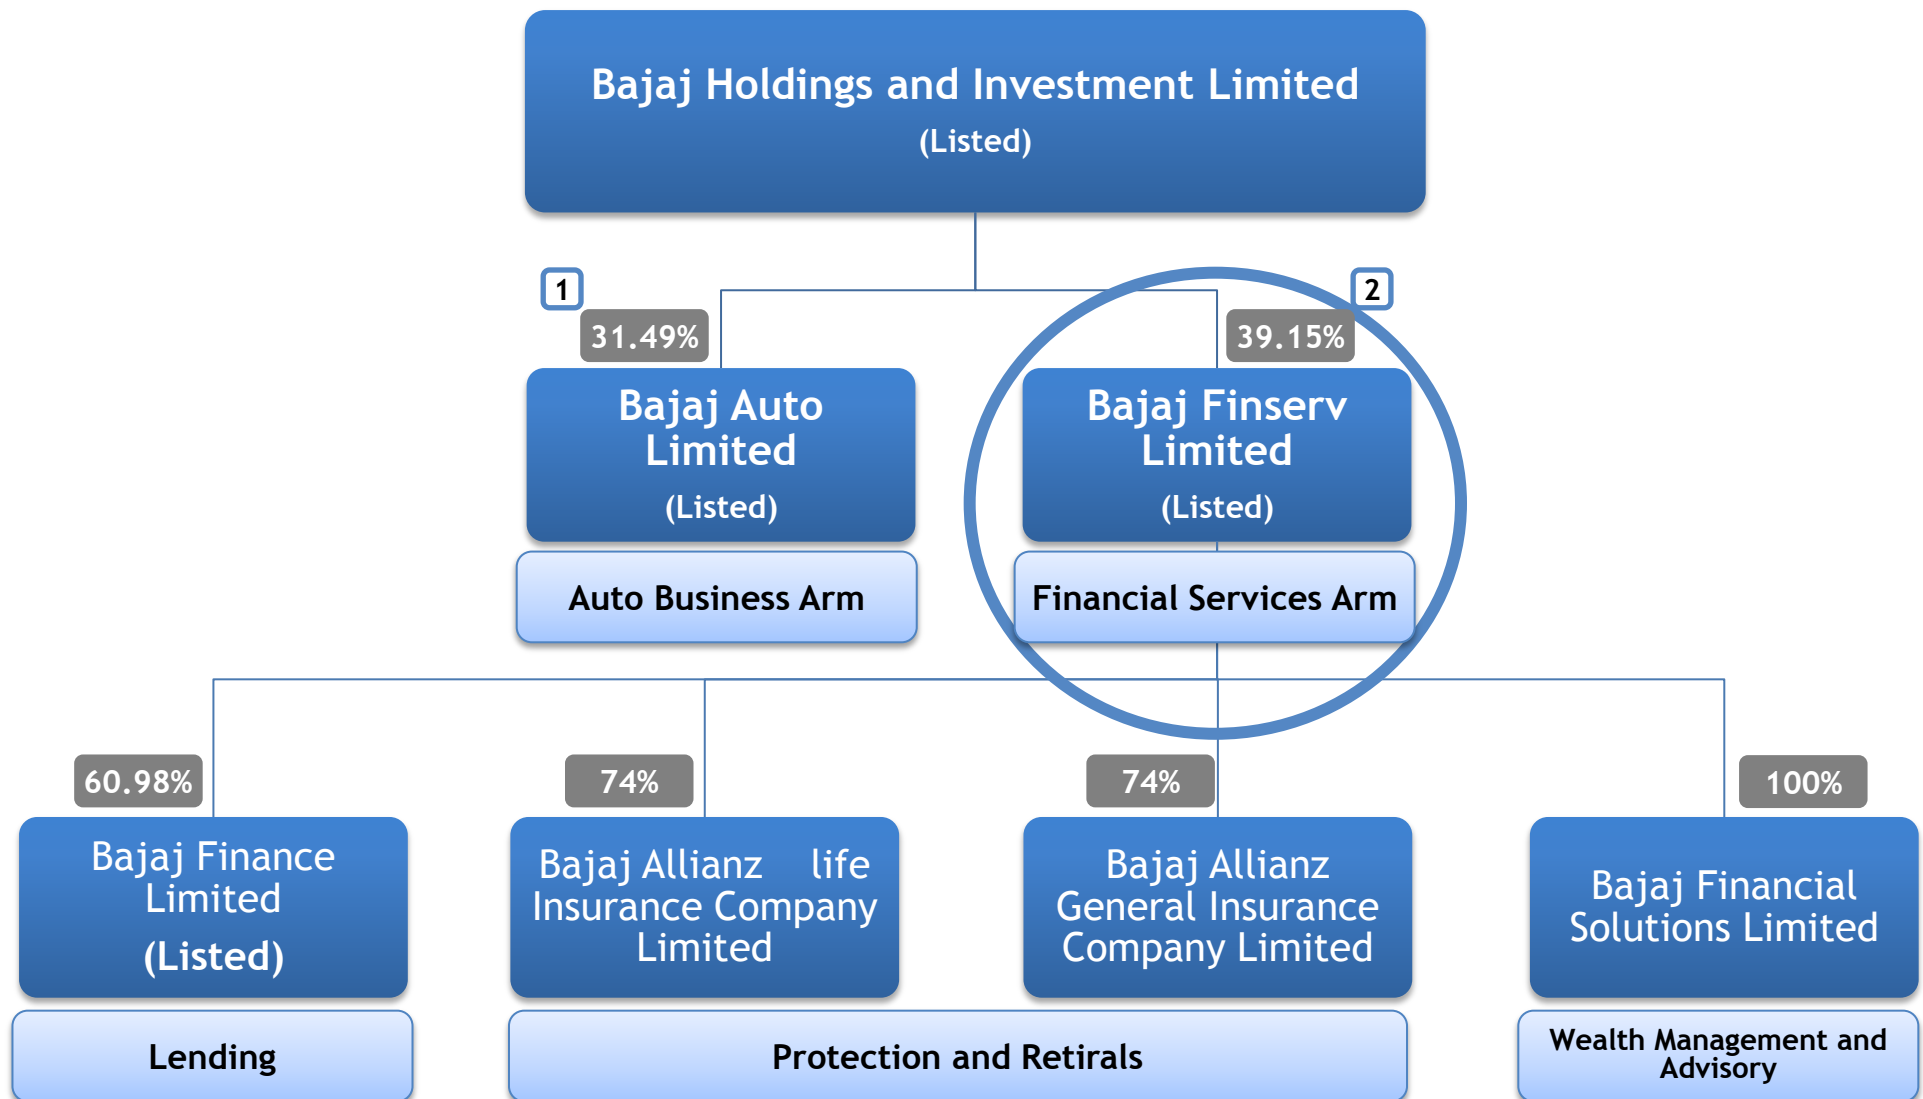 Bajaj Holdings and Investment Limited
(Listed)
1
2
31.49%
39.15%
Bajaj Auto
Limited
(Listed)
Bajaj Finserv
Limited
(Listed)
Auto Business Arm
Financial Services Arm
60.98%
74%
74%
100%
Bajaj Finance
Limited
(Listed)
Bajaj Allianz life
Insurance Company
Limited
Bajaj Allianz
General Insurance
Company Limited
Bajaj Financial
Solutions Limited
Lending
Protection and Retirals
Wealth Management and
Advisory